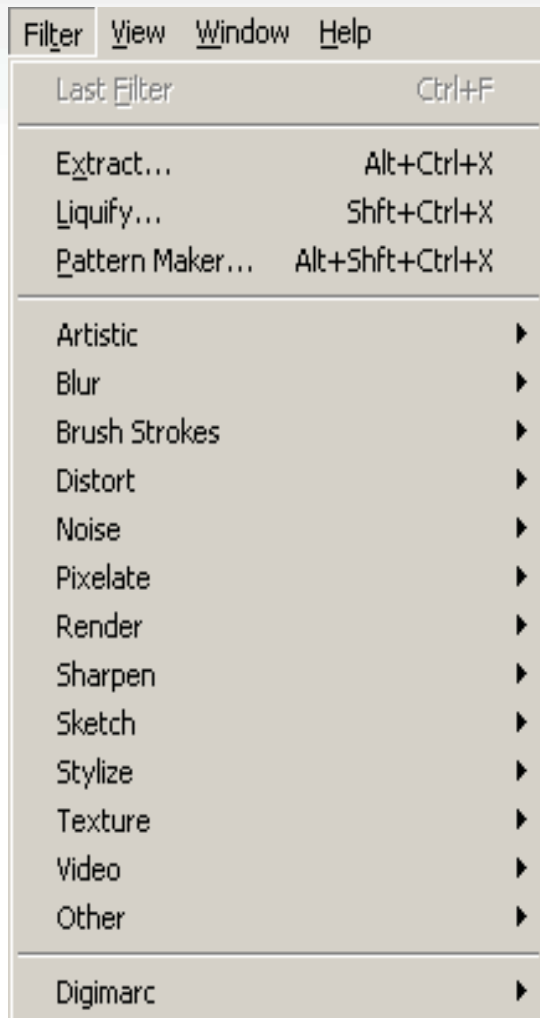 Filter View Window Help
Last Filter Ctrl+F
Extract... Alt+Ctrl+X
Liquify... Shft+Ctrl+X
Pattern Maker... Alt+Shft+Ctrl+X
Artistic
Blur
Brush Strokes
Distort
Noise
Pixelate
Render
Sharpen
Sketch
Stylize
Texture
Video
Other
Digimarc